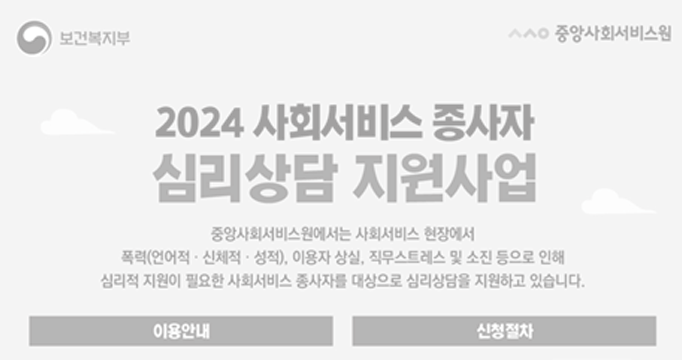 보건복지부
중앙사회서비스원
2024 사회서비스 종사자
심리상담 지원사업
중앙사회서비스원에서는 사회서비스 현장에서
폭력(언어적 · 신체적 · 성적), 이용자 상실, 직무스트레스 및 소진 등으로 인해
심리적 지원이 필요한 사회서비스 종사자를 대상으로 심리상담을 지원하고 있습니다.
이용안내
신청절차